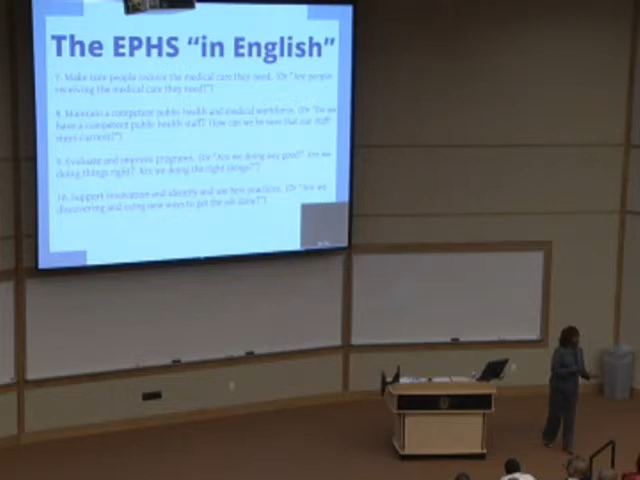 The EPHS “in English”
7. Make sure people receive the medical care they need. (Or "Are people
receiving the medical care they need?")
8. Maintain a competent public health and medical workforce. (Or "Do we
have a competent public health staff? How can we be sure that our staff
stays current?")
9. Evaluate and improve programs. (Or "Are we doing any good? Are we
doing things right? Are we doing the right things?")
10. Support innovation and identify and use best practices. (Or "Are we
discovering and using new ways to get the job done?")